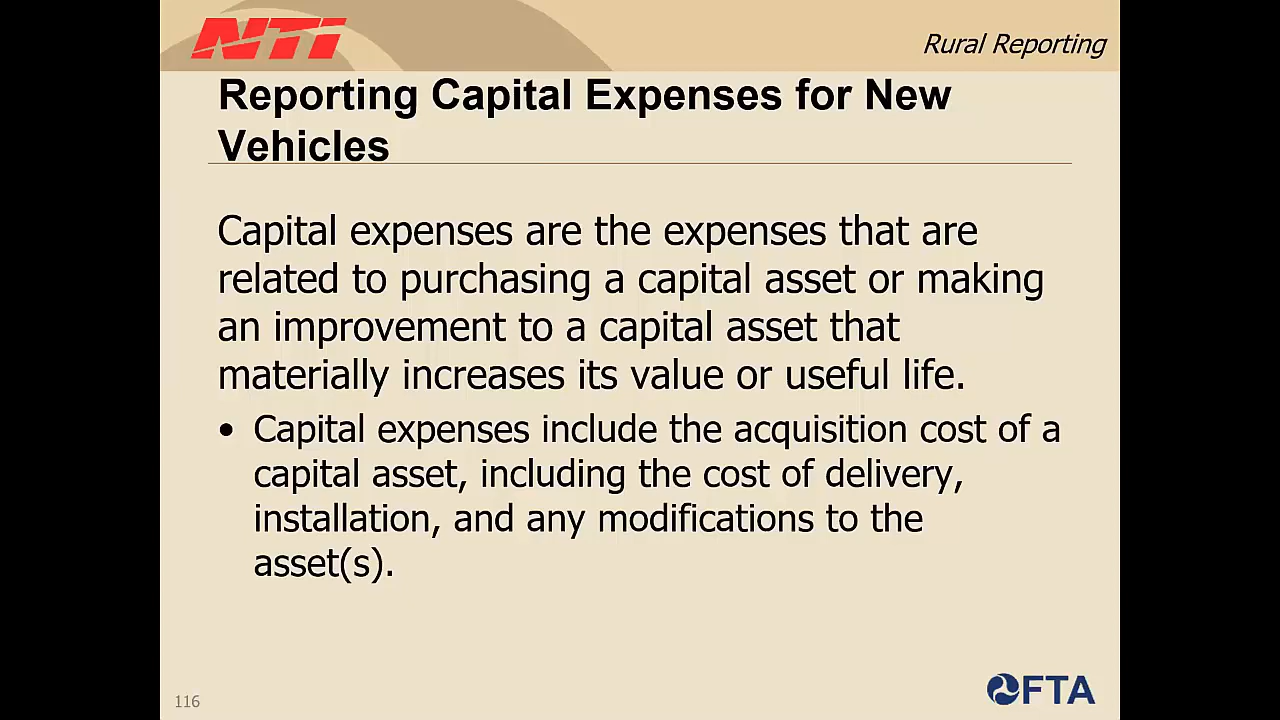 NTI
Rural Reporting
Reporting Capital Expenses for New
Vehicles
Capital expenses are the expenses that are
related to purchasing a capital asset or making
an improvement to a capital asset that
materially increases its value or useful life.
• Capital expenses include the acquisition cost of a
capital asset, including the cost of delivery,
installation, and any modifications to the
asset(s).
116
FTA